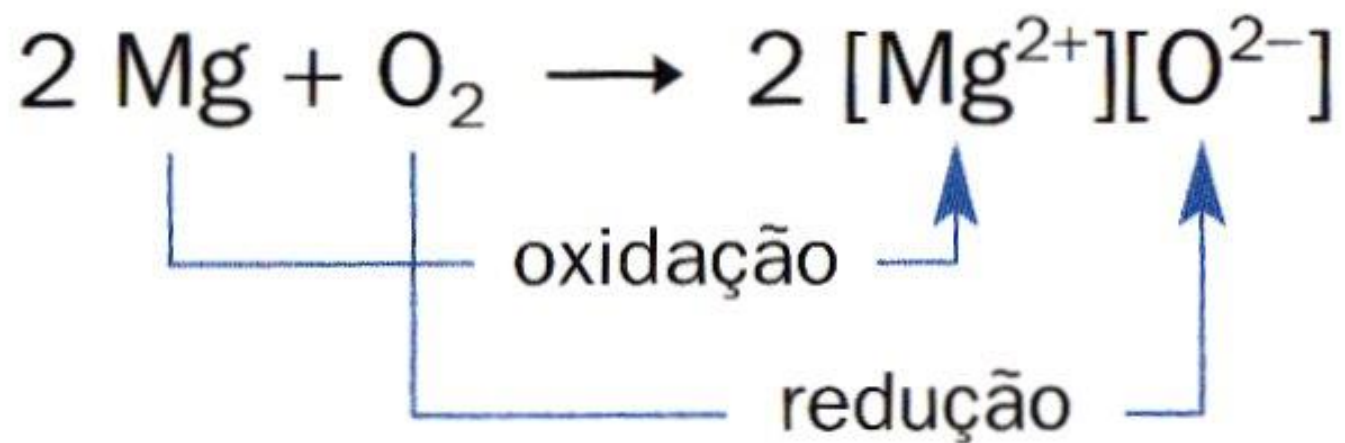 2 Mg + O₂ ⟶ 2 [Mg²⁺][O²⁻]
oxidação
redução